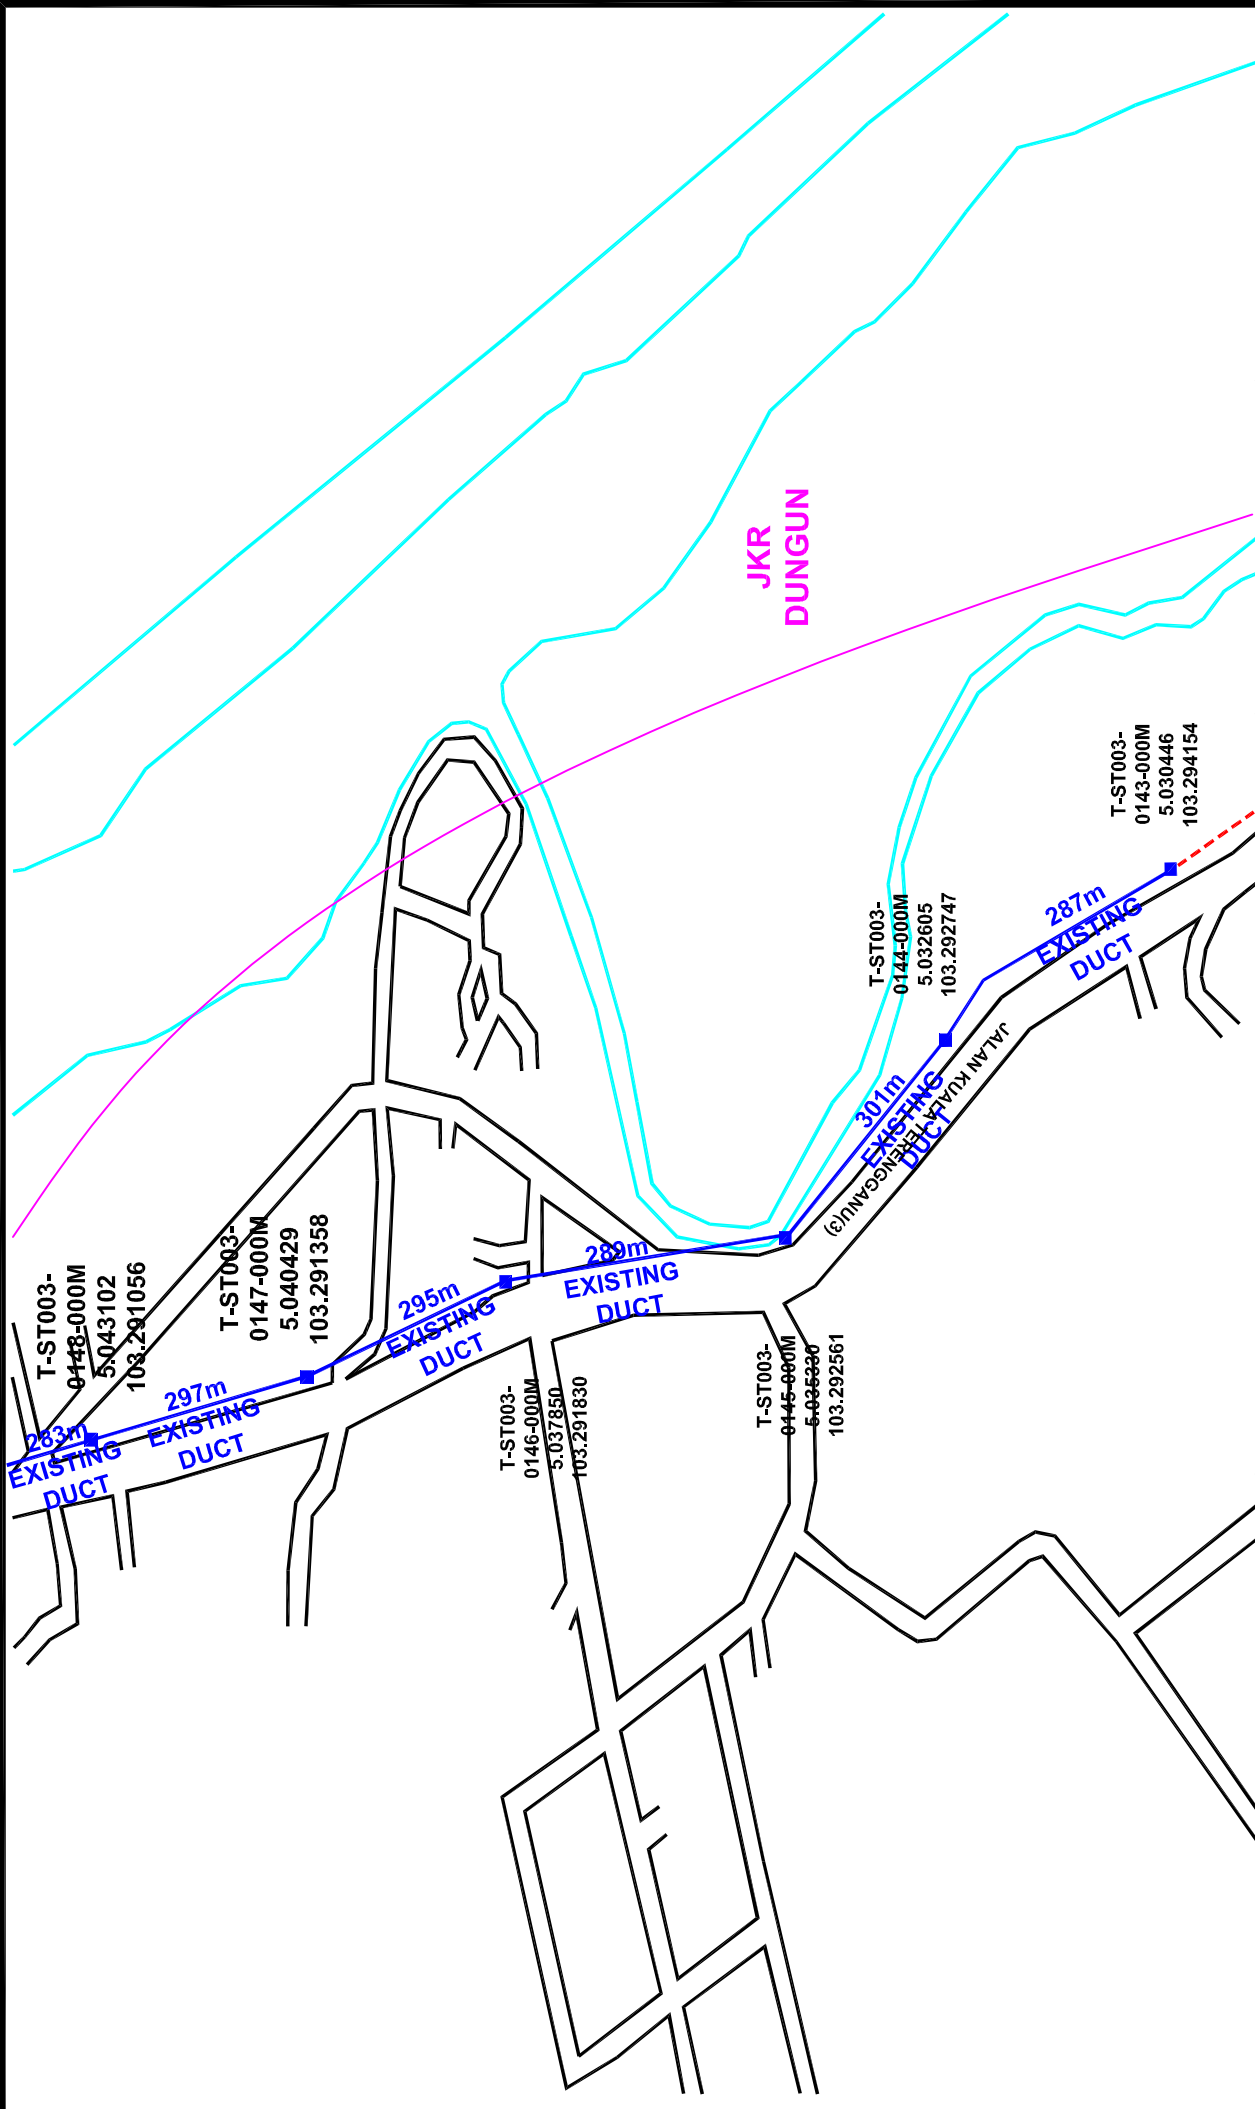 JKR
DUNGUN
T-ST003-
0143-000M
5.030446
103.294154
287m
EXISTING
DUCT
T-ST003-
0144-000M
5.032605
103.292747
301m
EXISTING
DUCT
JALAN KUALA TERENGGANU(3)
T-ST003-
0145-000M
5.035330
103.292561
289m
EXISTING
DUCT
T-ST003-
0146-000M
5.037850
103.291830
295m
EXISTING
DUCT
T-ST003-
0147-000M
5.040429
103.291358
297m
EXISTING
DUCT
T-ST003-
0148-000M
5.043102
103.291056
283m
EXISTING
DUCT